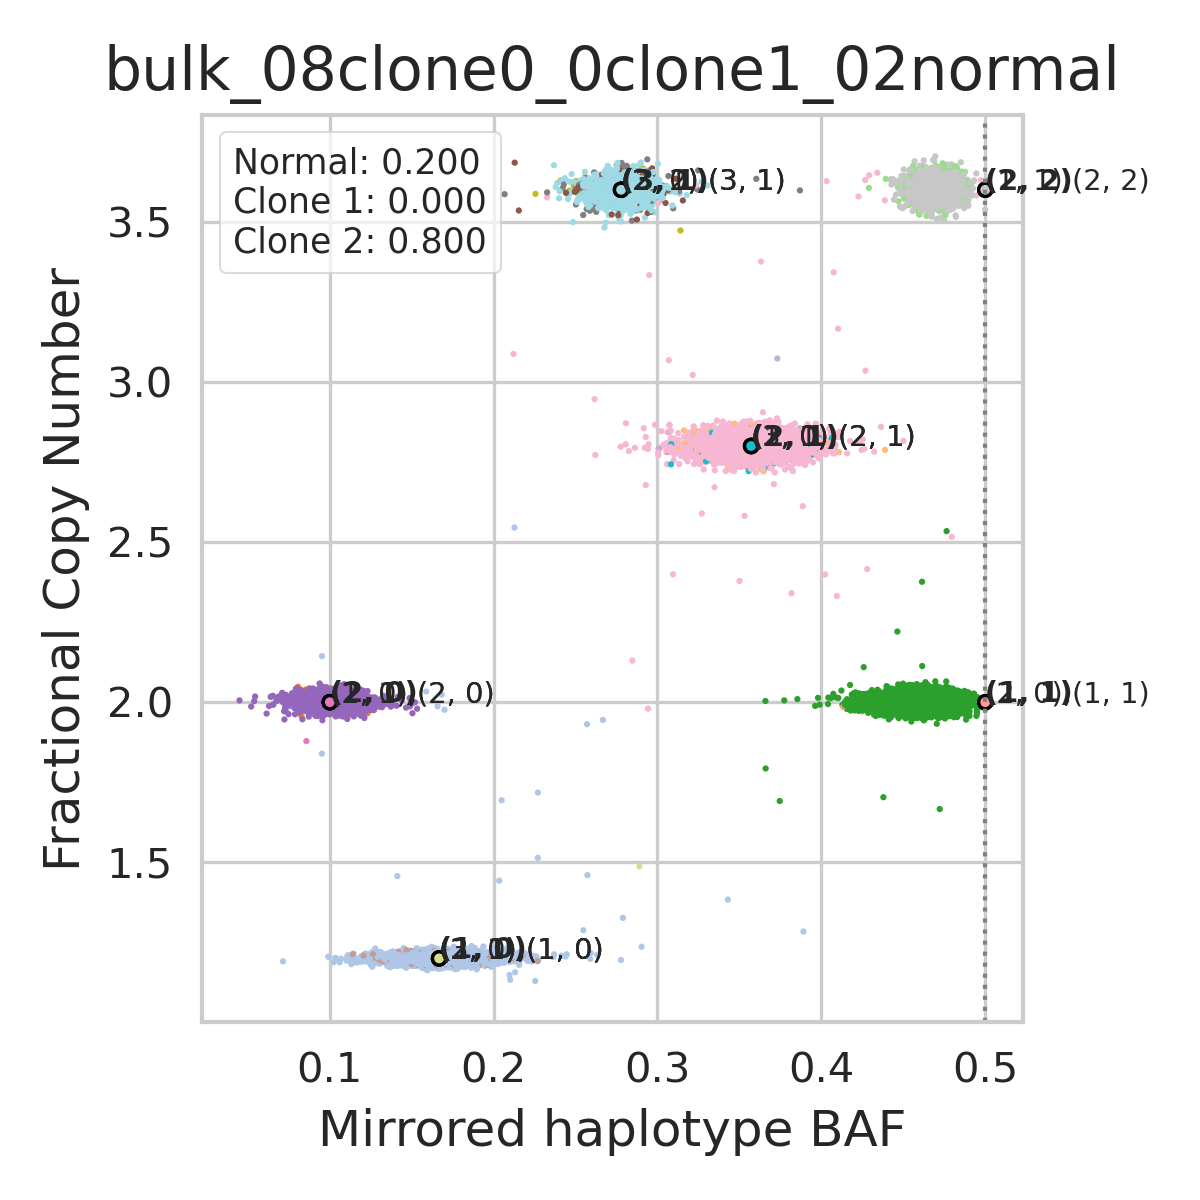 bulk_08clone0_0clone1_02normal
Normal: 0.200
Clone 1: 0.000
Clone 2: 0.800
(3, 1)
(2, 2)
(2, 1)
(2, 0)
(1, 1)
(1, 0)
3.5
3.0
2.5
2.0
1.5
Fractional Copy Number
0.1 0.2 0.3 0.4 0.5
Mirrored haplotype BAF